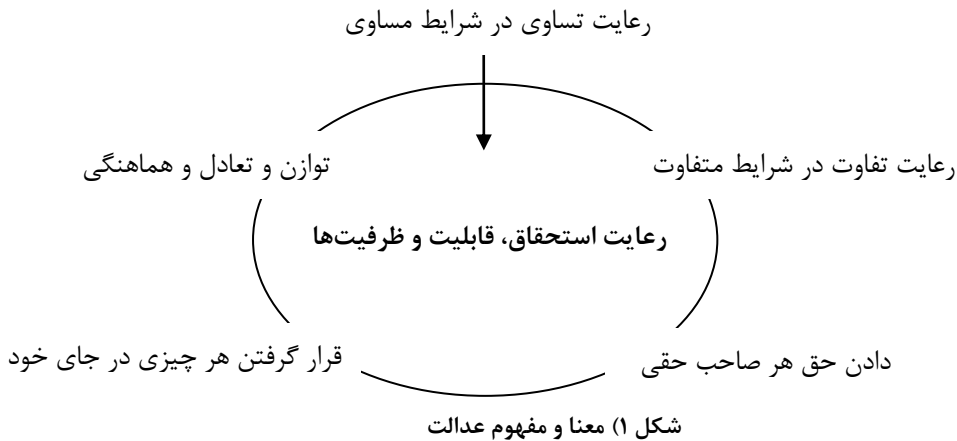 رعایت تساوی در شرایط مساوی
رعایت تفاوت در شرایط متفاوت
توازن و تعادل و هماهنگی
رعایت استحقاق، قابلیت و ظرفیت‌ها
دادن حق هر صاحب حقی
قرار گرفتن هر چیزی در جای خود
شکل ۱) معنا و مفهوم عدالت